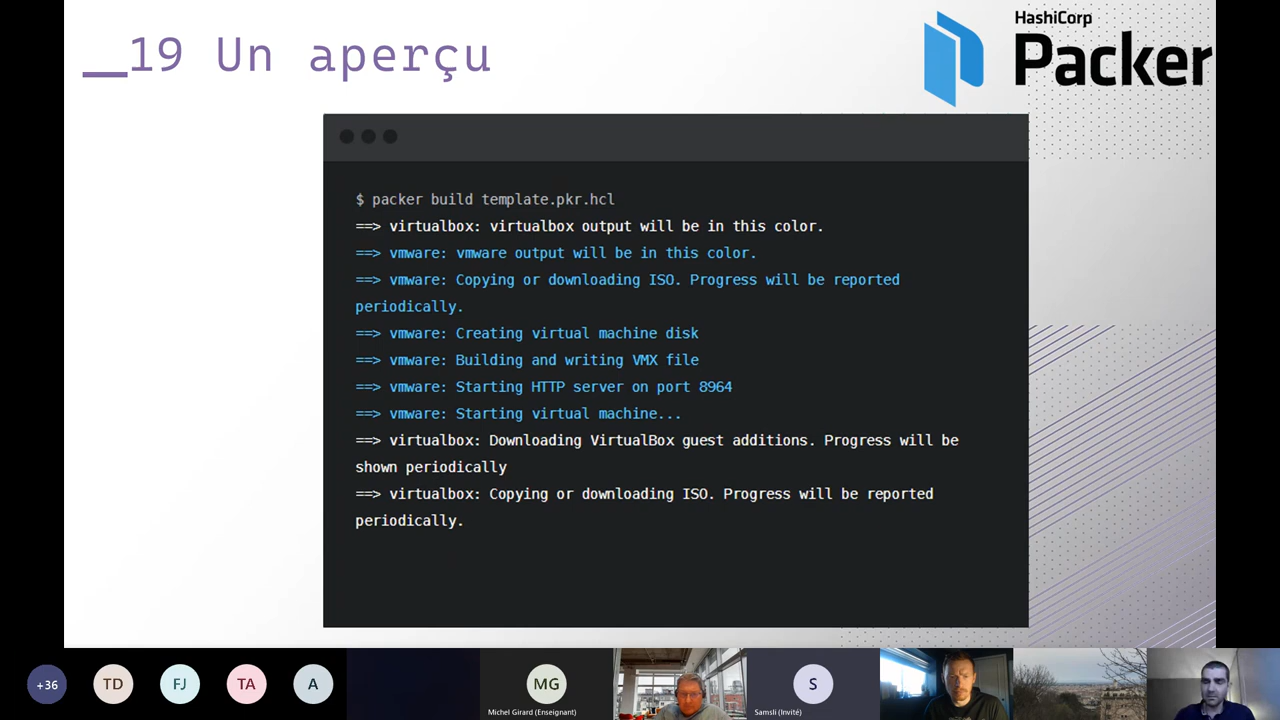 __19 Un aperçu
HashiCorp
Packer
$ packer build template.pkr.hcl
==> virtualbox: virtualbox output will be in this color.
==> vmware: vmware output will be in this color.
==> vmware: Copying or downloading ISO. Progress will be reported
periodically.
==> vmware: Creating virtual machine disk
==> vmware: Building and writing VMX file
==> vmware: Starting HTTP server on port 8964
==> vmware: Starting virtual machine...
==> virtualbox: Downloading VirtualBox guest additions. Progress will be
shown periodically
==> virtualbox: Copying or downloading ISO. Progress will be reported
periodically.
+36
TD
FJ
TA
A
MG
S
Michel Girard (Enseignant)
Samsli (Invité)